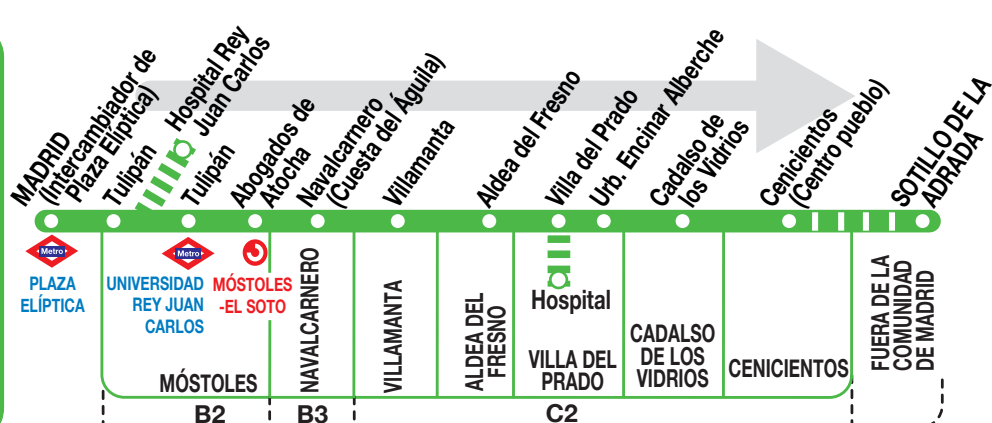 MADRID
(Intercambiador de
Plaza Elíptica)
Tulipán
Hospital Rey
Juan Carlos
Tulipán
Abogados de
Atocha
Navalcarnero
(Cuesta del Águila)
Villamanta
Aldea del Fresno
Villa del Prado
Urb. Encinar Alberche
Cadalso de
los Vidrios
Cenicientos
(Centro pueblo)
SOTILLO DE LA
ADRADA
Metro
PLAZA
ELÍPTICA
Metro
UNIVERSIDAD
REY JUAN
CARLOS
MÓSTOLES
-EL SOTO
Hospital
MÓSTOLES
NAVALCARNERO
VILLAMANTA
ALDEA DEL
FRESNO
VILLA DEL
PRADO
CADALSO
DE LOS
VIDRIOS
CENICIENTOS
FUERA DE LA
COMUNIDAD
DE MADRID
B2
B3
C2